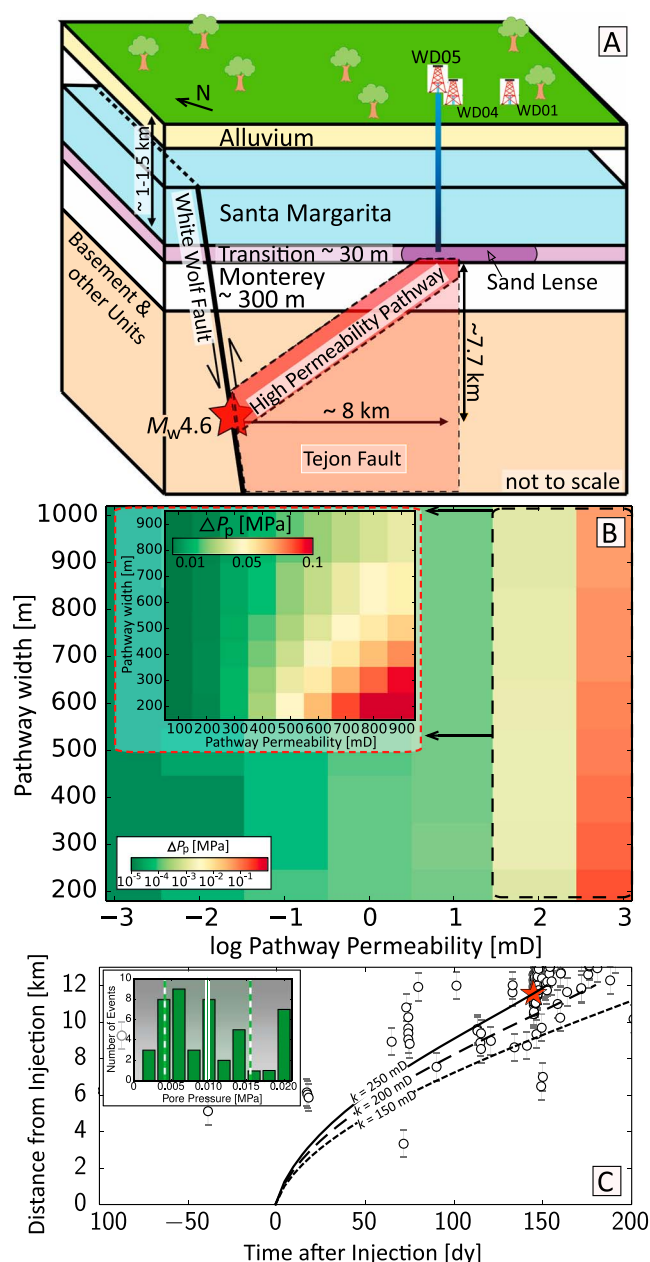 A
WD05
WD04
WD01
N
Alluvium
~ 1-1.5 km
Santa Margarita
White Wolf Fault
Transition ~ 30 m
Sand Lense
Monterey
~ 300 m
Basement &
other Units
High Permeability Pathway
~7.7 km
~ 8 km
Mw4.6
Tejon Fault
not to scale
B
Pathway width [m]
1000
900
800
700
600
500
400
300
200
ΔPp [MPa]
0.01 0.05 0.1
Pathway width [m]
900
800
700
600
500
400
300
200
100 200 300 400 500 600 700 800 900
Pathway Permeability [mD]
ΔPp [MPa]
10-5 10-4 10-3 10-2 10-1
−3 −2 −1 0 1 2 3
log Pathway Permeability [mD]
C
Distance from Injection [km]
12
10
8
6
4
2
0
Number of Events
10
8
6
4
2
0
0 0.005 0.01 0.015 0.020
Pore Pressure [MPa]
k = 250 mD
k = 200 mD
k = 150 mD
100 −50 0 50 100 150 200
Time after Injection [dy]